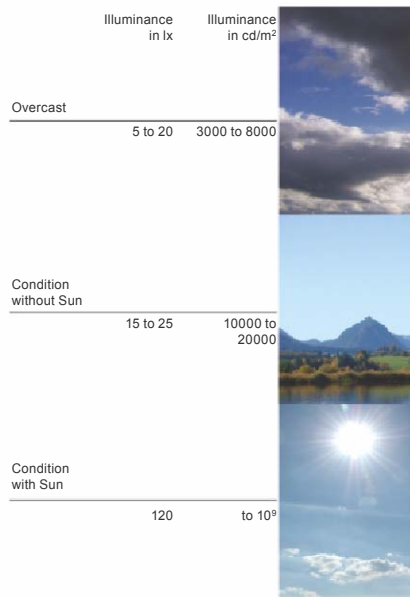 Illuminance Illuminance
in lx in cd/m²
Overcast
5 to 20 3000 to 8000
Condition
without Sun
15 to 25 10000 to
20000
Condition
with Sun
120 to 10⁹